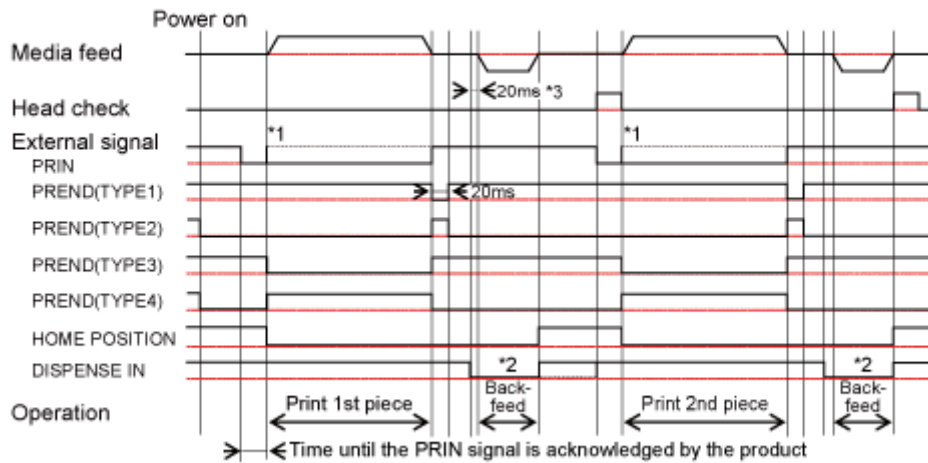 Power on
Media feed
20ms *3
Head check
*1 *1
External signal
PRIN
PREND(TYPE1)
20ms
PREND(TYPE2)
PREND(TYPE3)
PREND(TYPE4)
HOME POSITION
DISPENSE IN *2 *2
Back- Back-
Operation Print 1st piece feed Print 2nd piece feed
Time until the PRIN signal is acknowledged by the product